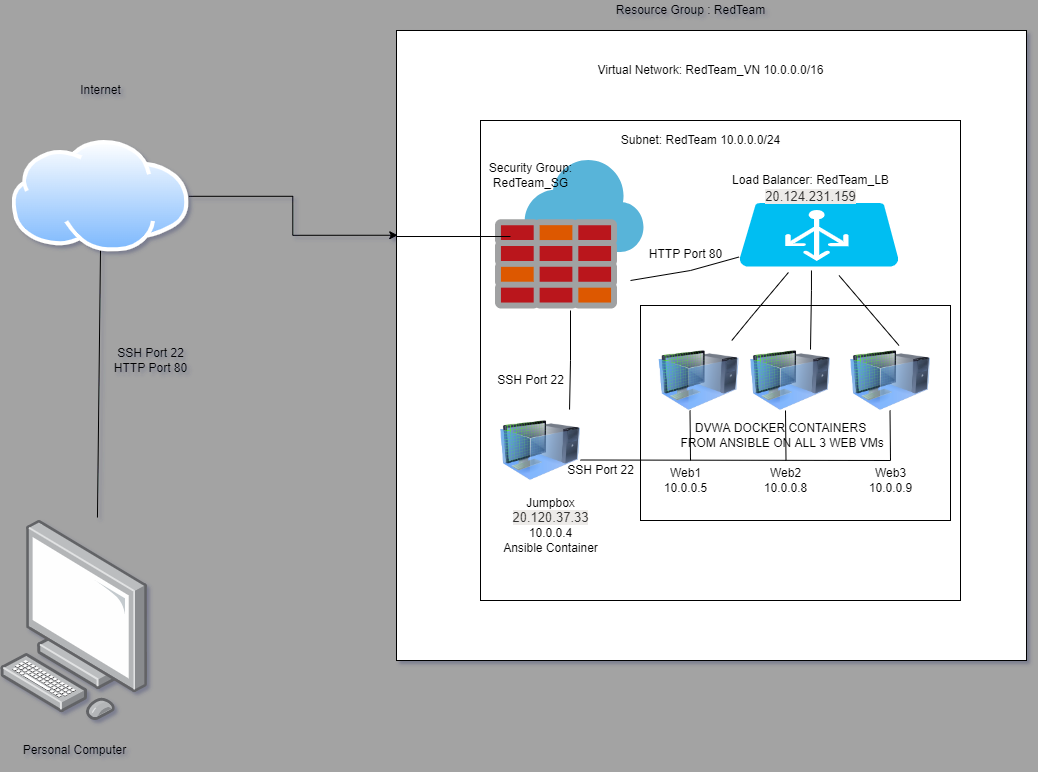 Resource Group : RedTeam
Virtual Network: RedTeam_VN 10.0.0.0/16
Internet
Subnet: RedTeam 10.0.0.0/24
Security Group:
RedTeam_SG
Load Balancer: RedTeam_LB
20.124.231.159
HTTP Port 80
SSH Port 22
HTTP Port 80
SSH Port 22
DVWA DOCKER CONTAINERS
FROM ANSIBLE ON ALL 3 WEB VMs
SSH Port 22
Web1
10.0.0.5
Web2
10.0.0.8
Web3
10.0.0.9
Jumpbox
20.120.37.33
10.0.0.4
Ansible Container
Personal Computer